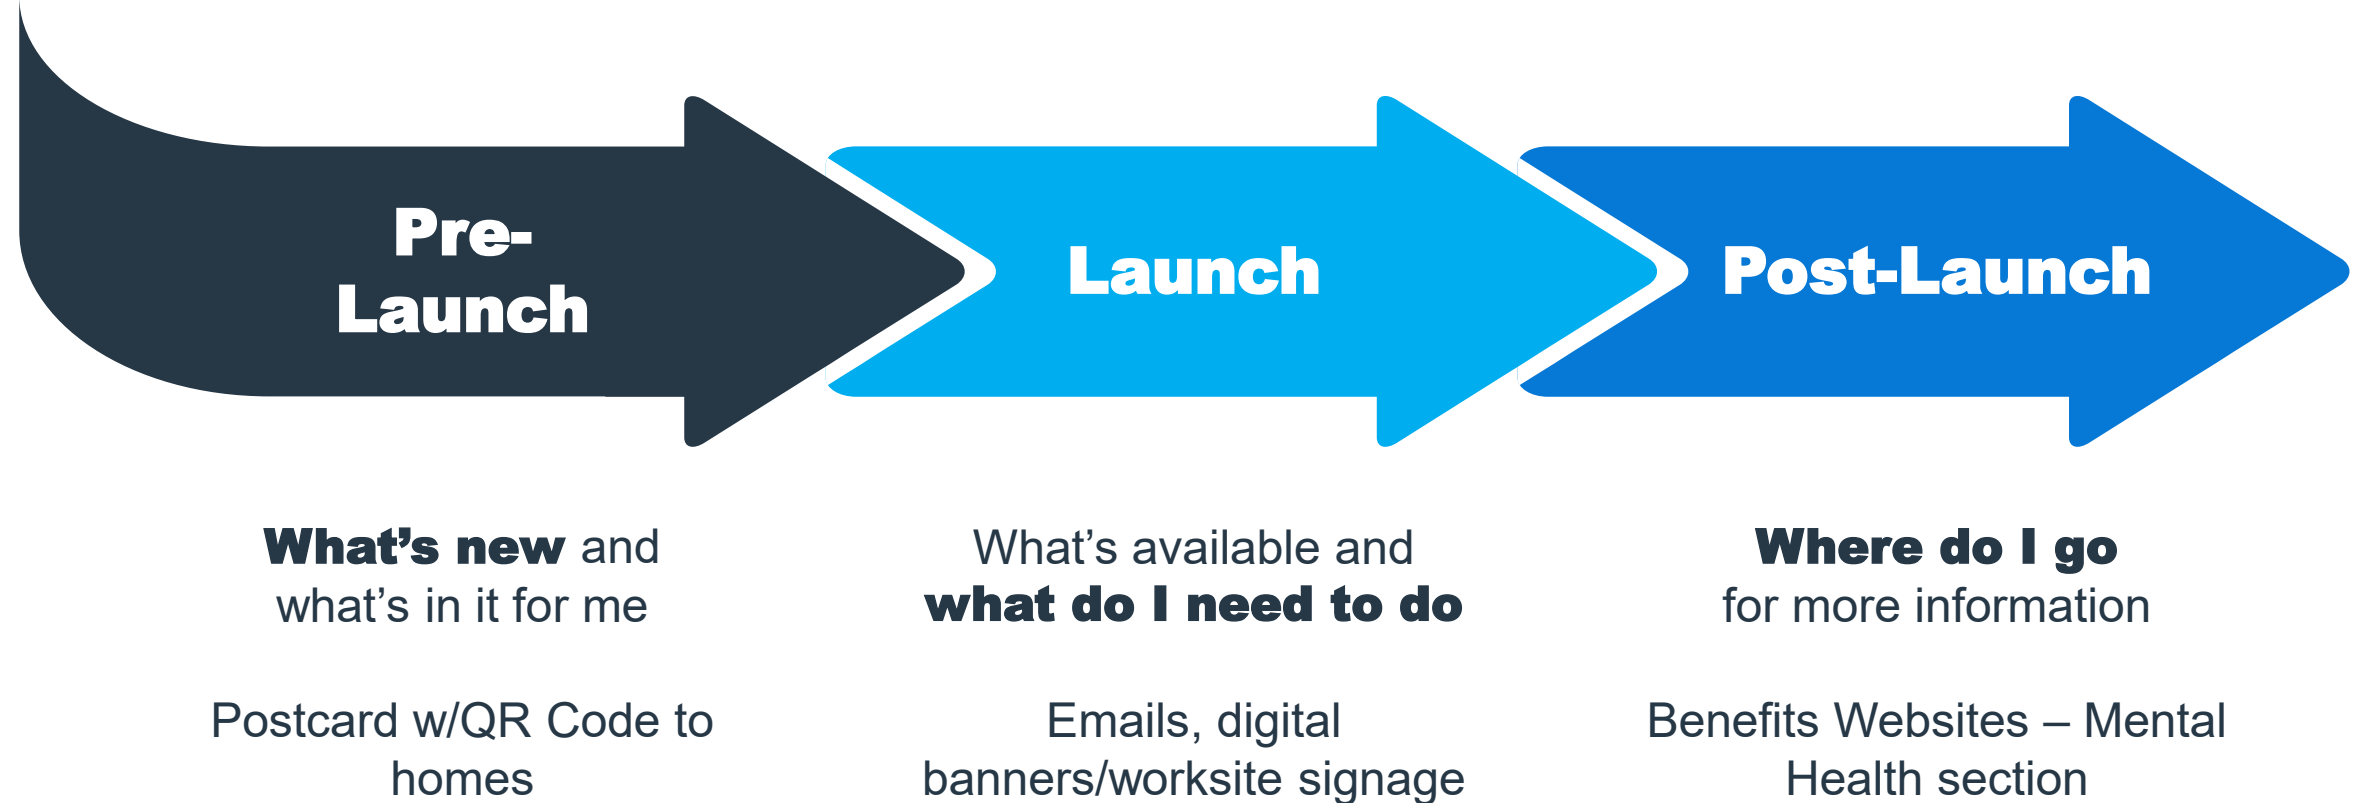 Pre-
Launch
Launch
Post-Launch
What’s new and
what’s in it for me
What’s available and
what do I need to do
Where do I go
for more information
Postcard w/QR Code to
homes
Emails, digital
banners/worksite signage
Benefits Websites – Mental
Health section